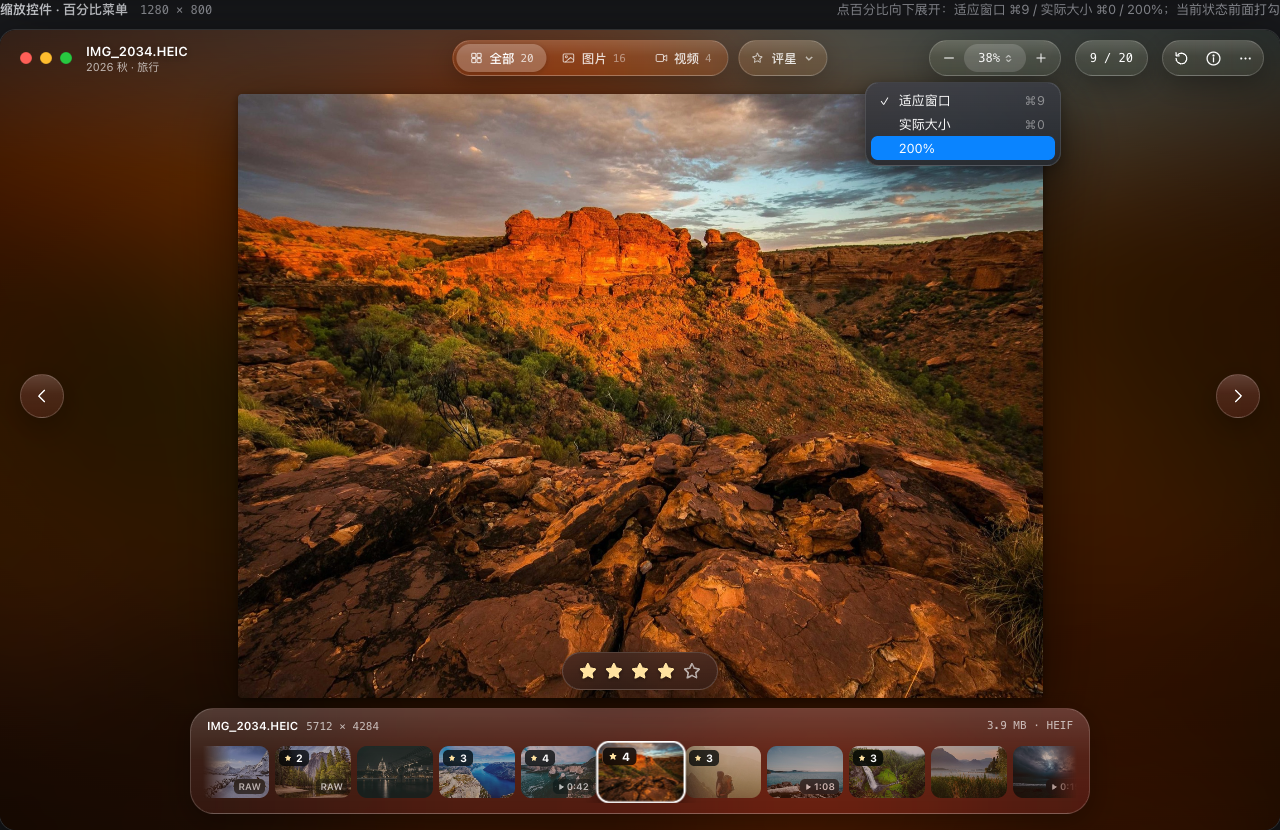 缩放控件 · 百分比菜单 1280 × 800
点百分比向下展开：适应窗口 ⌘9 / 实际大小 ⌘0 / 200%；当前状态前面打勾
IMG_2034.HEIC
2026 秋 · 旅行
全部 20 图片 16 视频 4 评星
38%
9 / 20
✓ 适应窗口 ⌘9
实际大小 ⌘0
200%
IMG_2034.HEIC 5712 × 4284
3.9 MB · HEIF
RAW
2
RAW
3
4
0:42
4
3
1:08
3